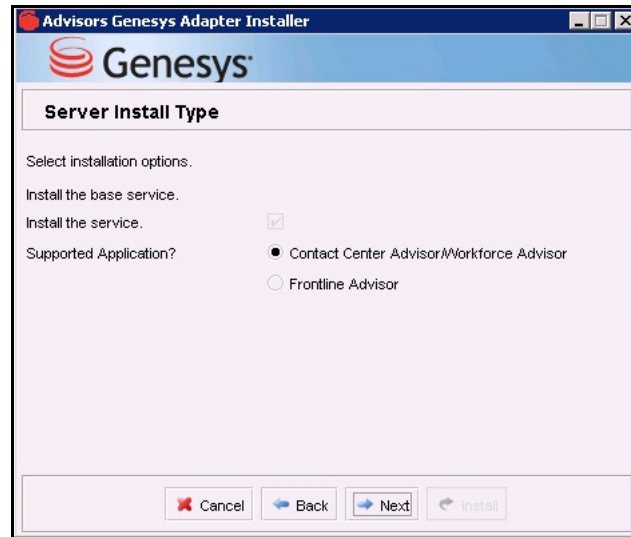 Advisors Genesys Adapter Installer
Genesys
Server Install Type
Select installation options.
Install the base service.
Install the service.
Supported Application?
Contact Center Advisor/Workforce Advisor
Frontline Advisor
Cancel
Back
Next
Install